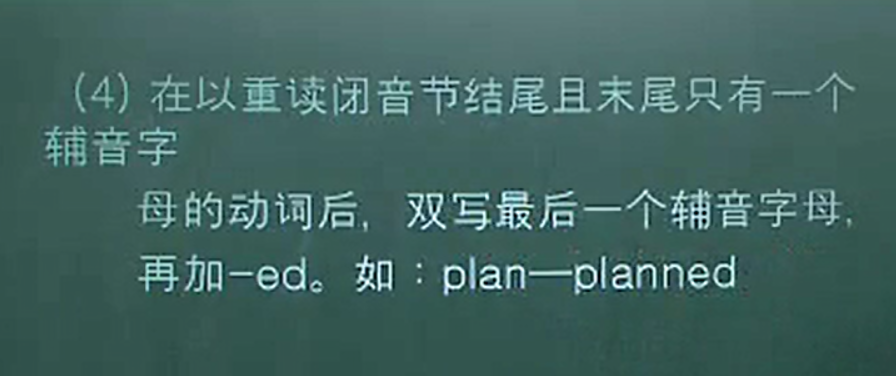 （4）在以重读闭音节结尾且末尾只有一个
辅音字
母的动词后，双写最后一个辅音字母，
再加-ed。如：plan—planned